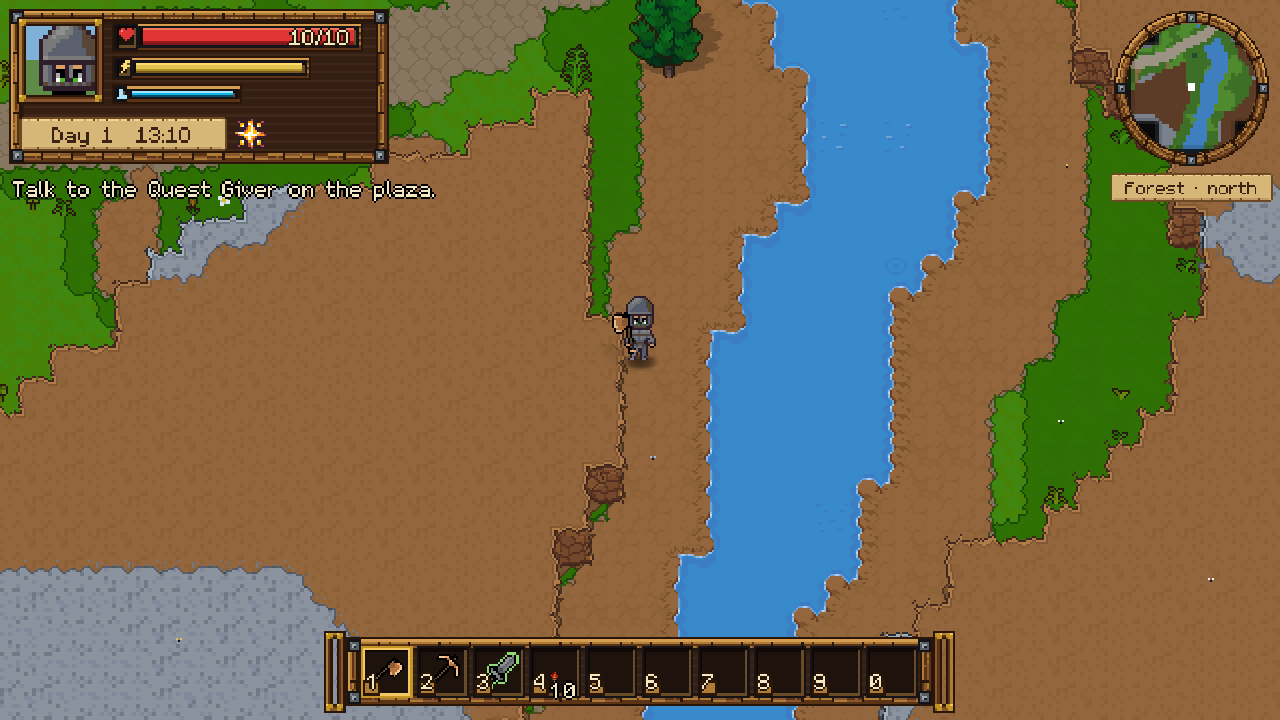 10/10
Day 1 13:10
Talk to the Quest Giver on the plaza.
Forest · north
1 2 3 4 10 5 6 7 8 9 0